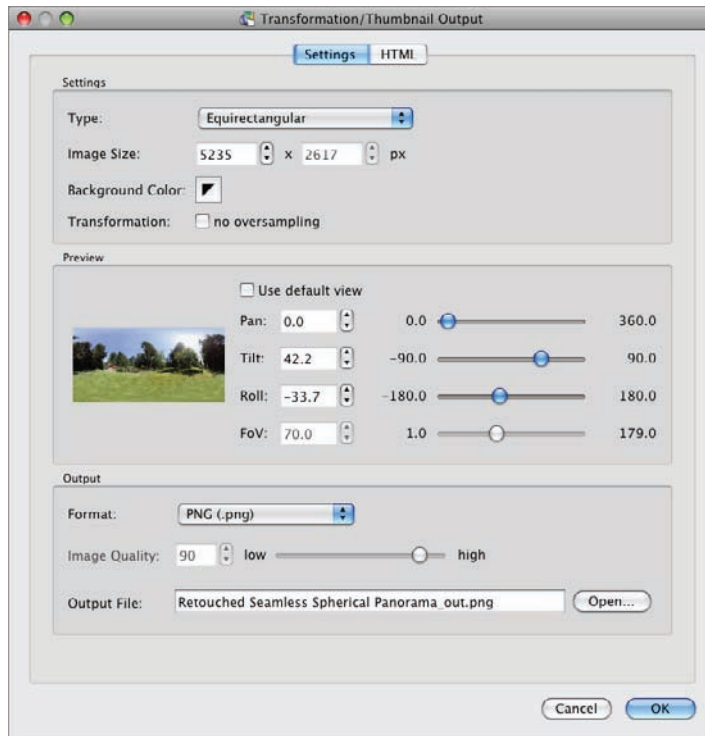 Transformation/Thumbnail Output
Settings HTML
Settings
Type: Equirectangular
Image Size: 5235 x 2617 px
Background Color:
Transformation: no oversampling
Preview
Use default view
Pan: 0.0 0.0 360.0
Tilt: 42.2 -90.0 90.0
Roll: -33.7 -180.0 180.0
FoV: 70.0 1.0 179.0
Output
Format: PNG (.png)
Image Quality: 90 low high
Output File: Retouched Seamless Spherical Panorama_out.png Open...
Cancel OK